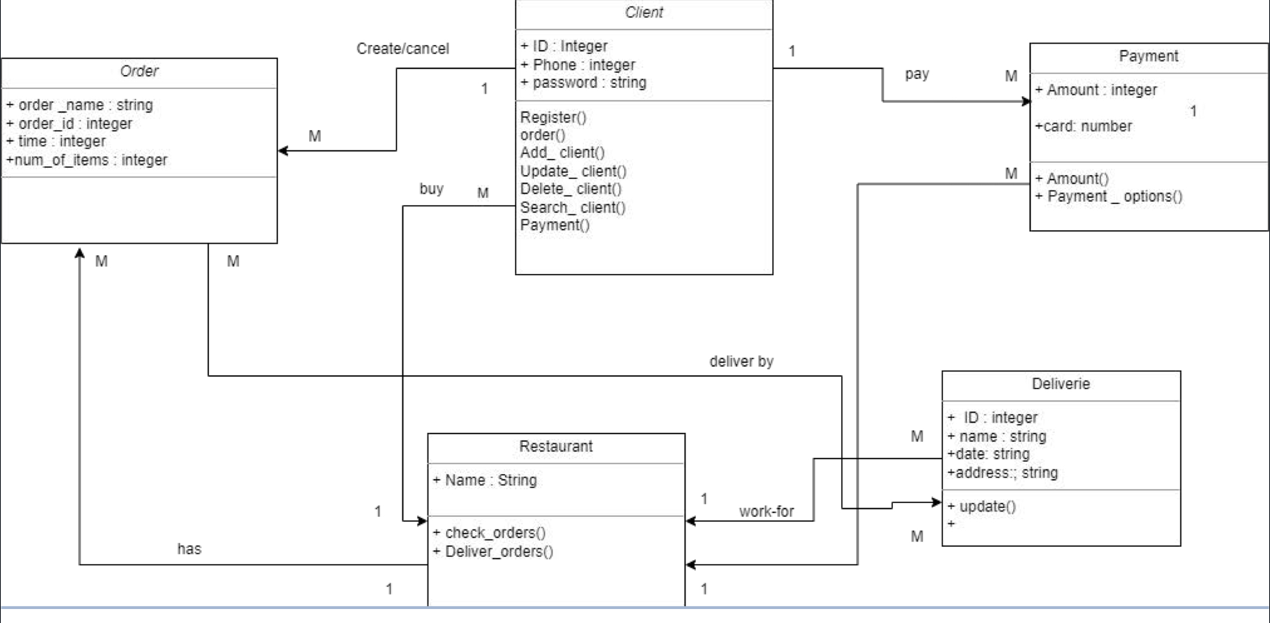 Client
+ ID : Integer
+ Phone : integer
+ password : string
Register()
order()
Add_ client()
Update_ client()
Delete_ client()
Search_ client()
Payment()
Create/cancel
1
M
Order
+ order _name : string
+ order_id : integer
+ time : integer
+num_of_items : integer
1
pay
M
Payment
+ Amount : integer
1
+card: number
+ Amount()
+ Payment _ options()
M
buy
M
M
M
deliver by
Deliverie
+ ID : integer
+ name : string
+date: string
+address:; string
+ update()
+
M
M
Restaurant
+ Name : String
+ check_orders()
+ Deliver_orders()
1
1
work-for
has
1
1